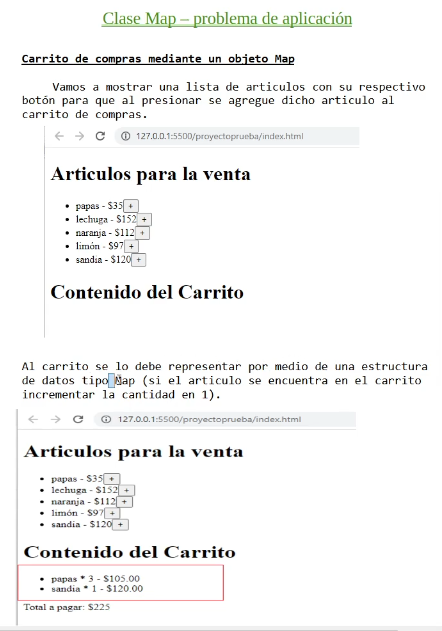 Clase Map – problema de aplicación
Carrito de compras mediante un objeto Map
Vamos a mostrar una lista de articulos con su respectivo
botón para que al presionar se agregue dicho articulo al
carrito de compras.
127.0.0.1:5500/proyectoprueba/index.html
Articulos para la venta
papas - $35 +
lechuga - $152 +
naranja - $112 +
limón - $97 +
sandia - $120 +
Contenido del Carrito
Al carrito se lo debe representar por medio de una estructura
de datos tipo Map (si el articulo se encuentra en el carrito
incrementar la cantidad en 1).
127.0.0.1:5500/proyectoprueba/index.html
Articulos para la venta
papas - $35 +
lechuga - $152 +
naranja - $112 +
limón - $97 +
sandia - $120 +
Contenido del Carrito
papas * 3 - $105.00
sandia * 1 - $120.00
Total a pagar: $225